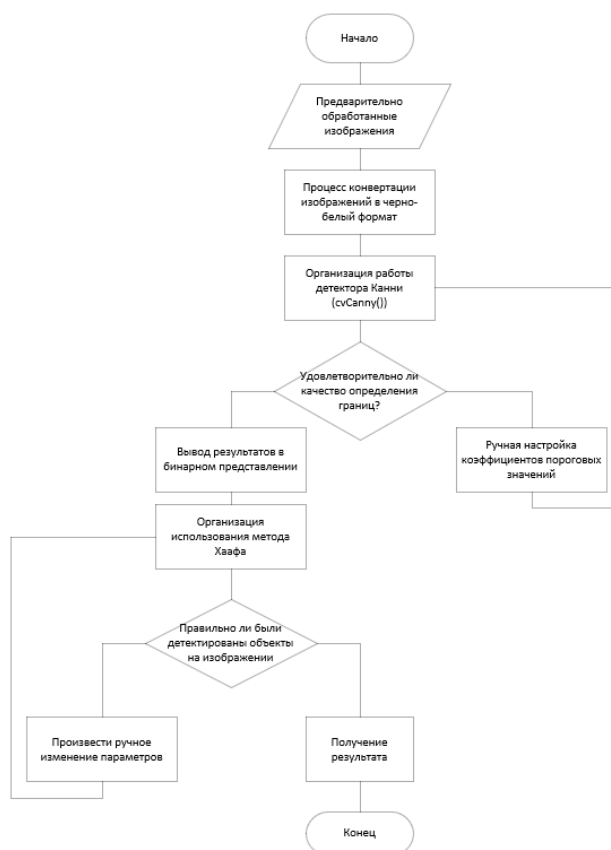 Начало
Предварительно
обработанные
изображения
Процесс конвертации
изображений в черно-
белый формат
Организация работы
детектора Канни
(cvCanny())
Удовлетворительно ли
качество определения
границ?
Вывод результатов в
бинарном представлении
Ручная настройка
коэффициентов пороговых
значений
Организация
использования метода
Хаафа
Правильно ли были
детектированы объекты
на изображении
Произвести ручное
изменение параметров
Получение
результата
Конец